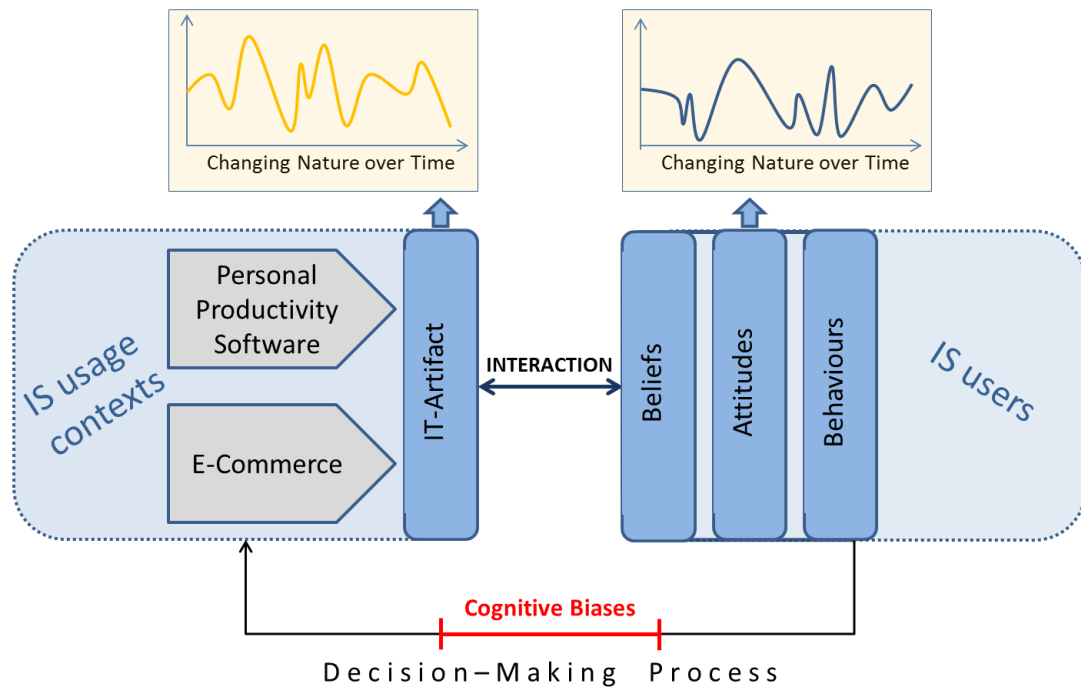 Changing Nature over Time
Changing Nature over Time
IS usage
contexts
Personal
Productivity
Software
E-Commerce
IT-Artifact
INTERACTION
Beliefs
Attitudes
Behaviours
IS users
Cognitive Biases
Decision–Making Process